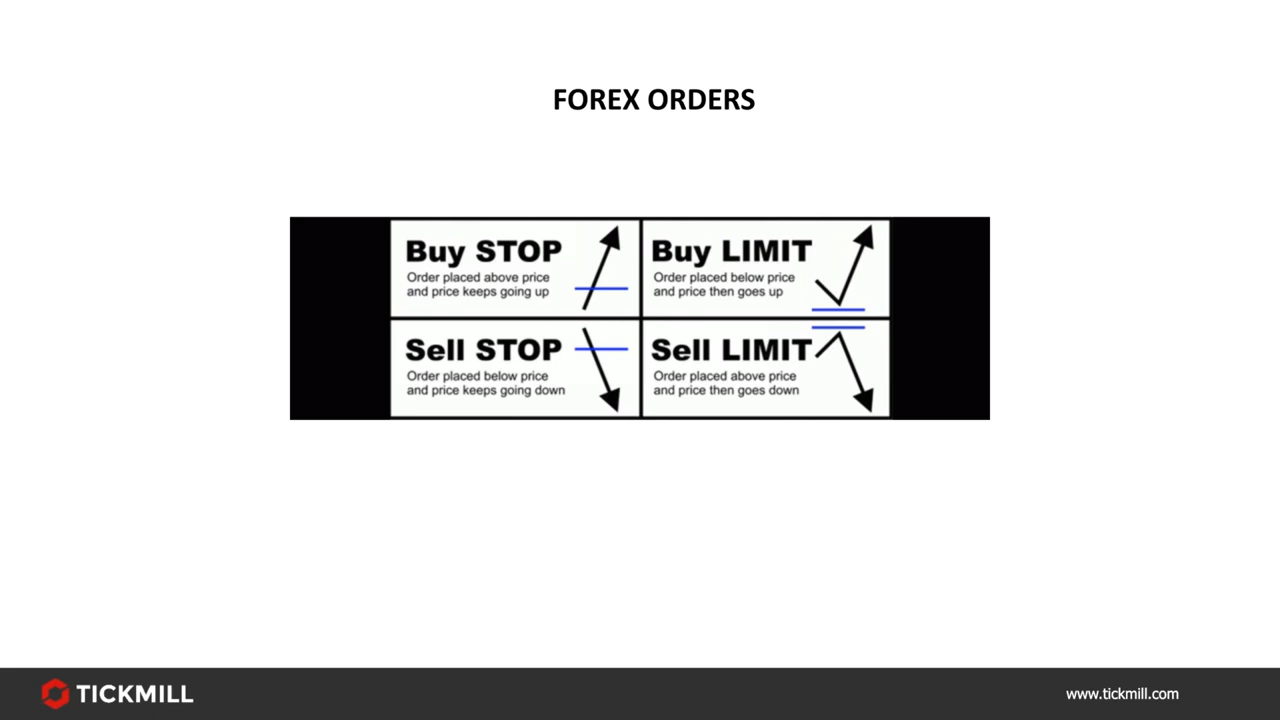 FOREX ORDERS
Buy STOP
Order placed above price
and price keeps going up
Buy LIMIT
Order placed below price
and price then goes up
Sell STOP
Order placed below price
and price keeps going down
Sell LIMIT
Order placed above price
and price then goes down
TICKMILL
www.tickmill.com